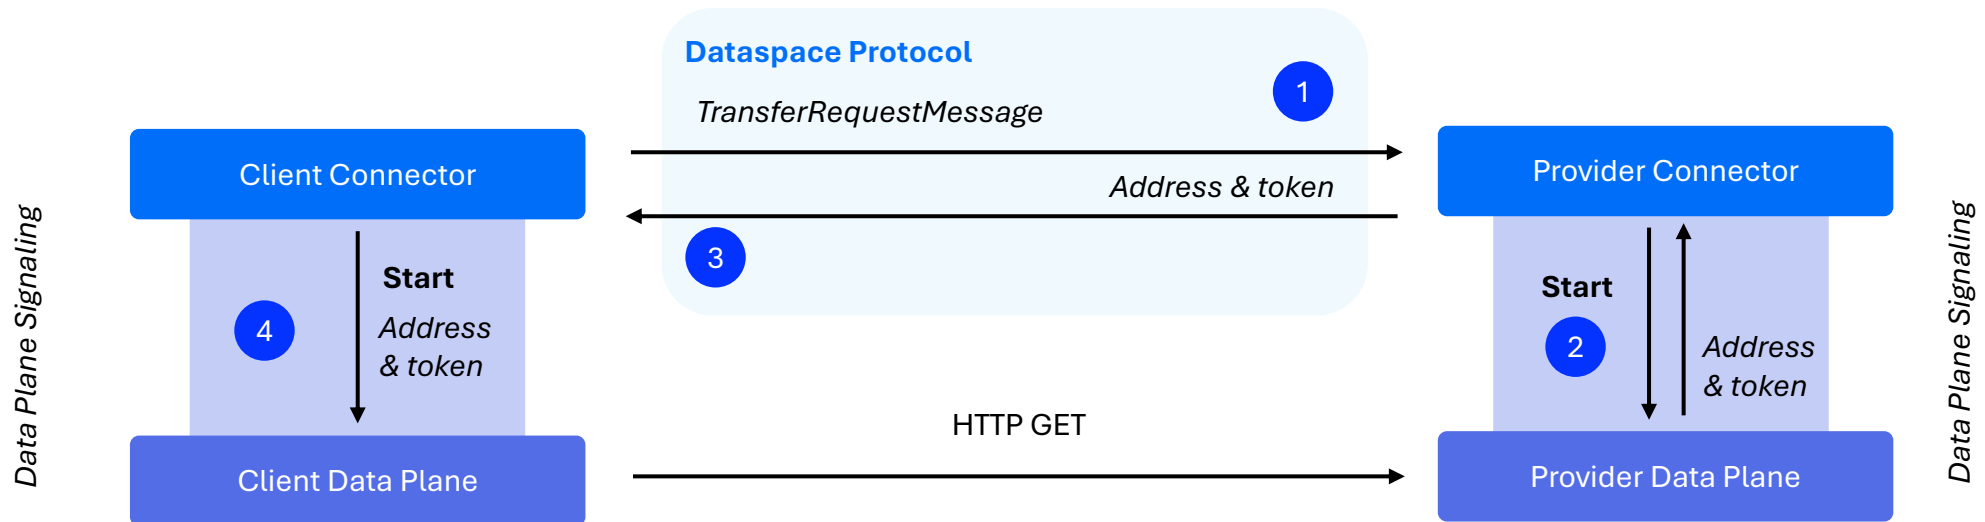 Dataspace Protocol
1
TransferRequestMessage
Client Connector
Provider Connector
Address & token
3
Data Plane Signaling
Start
4
Address
& token
Start
2
Address
& token
Data Plane Signaling
HTTP GET
Client Data Plane
Provider Data Plane